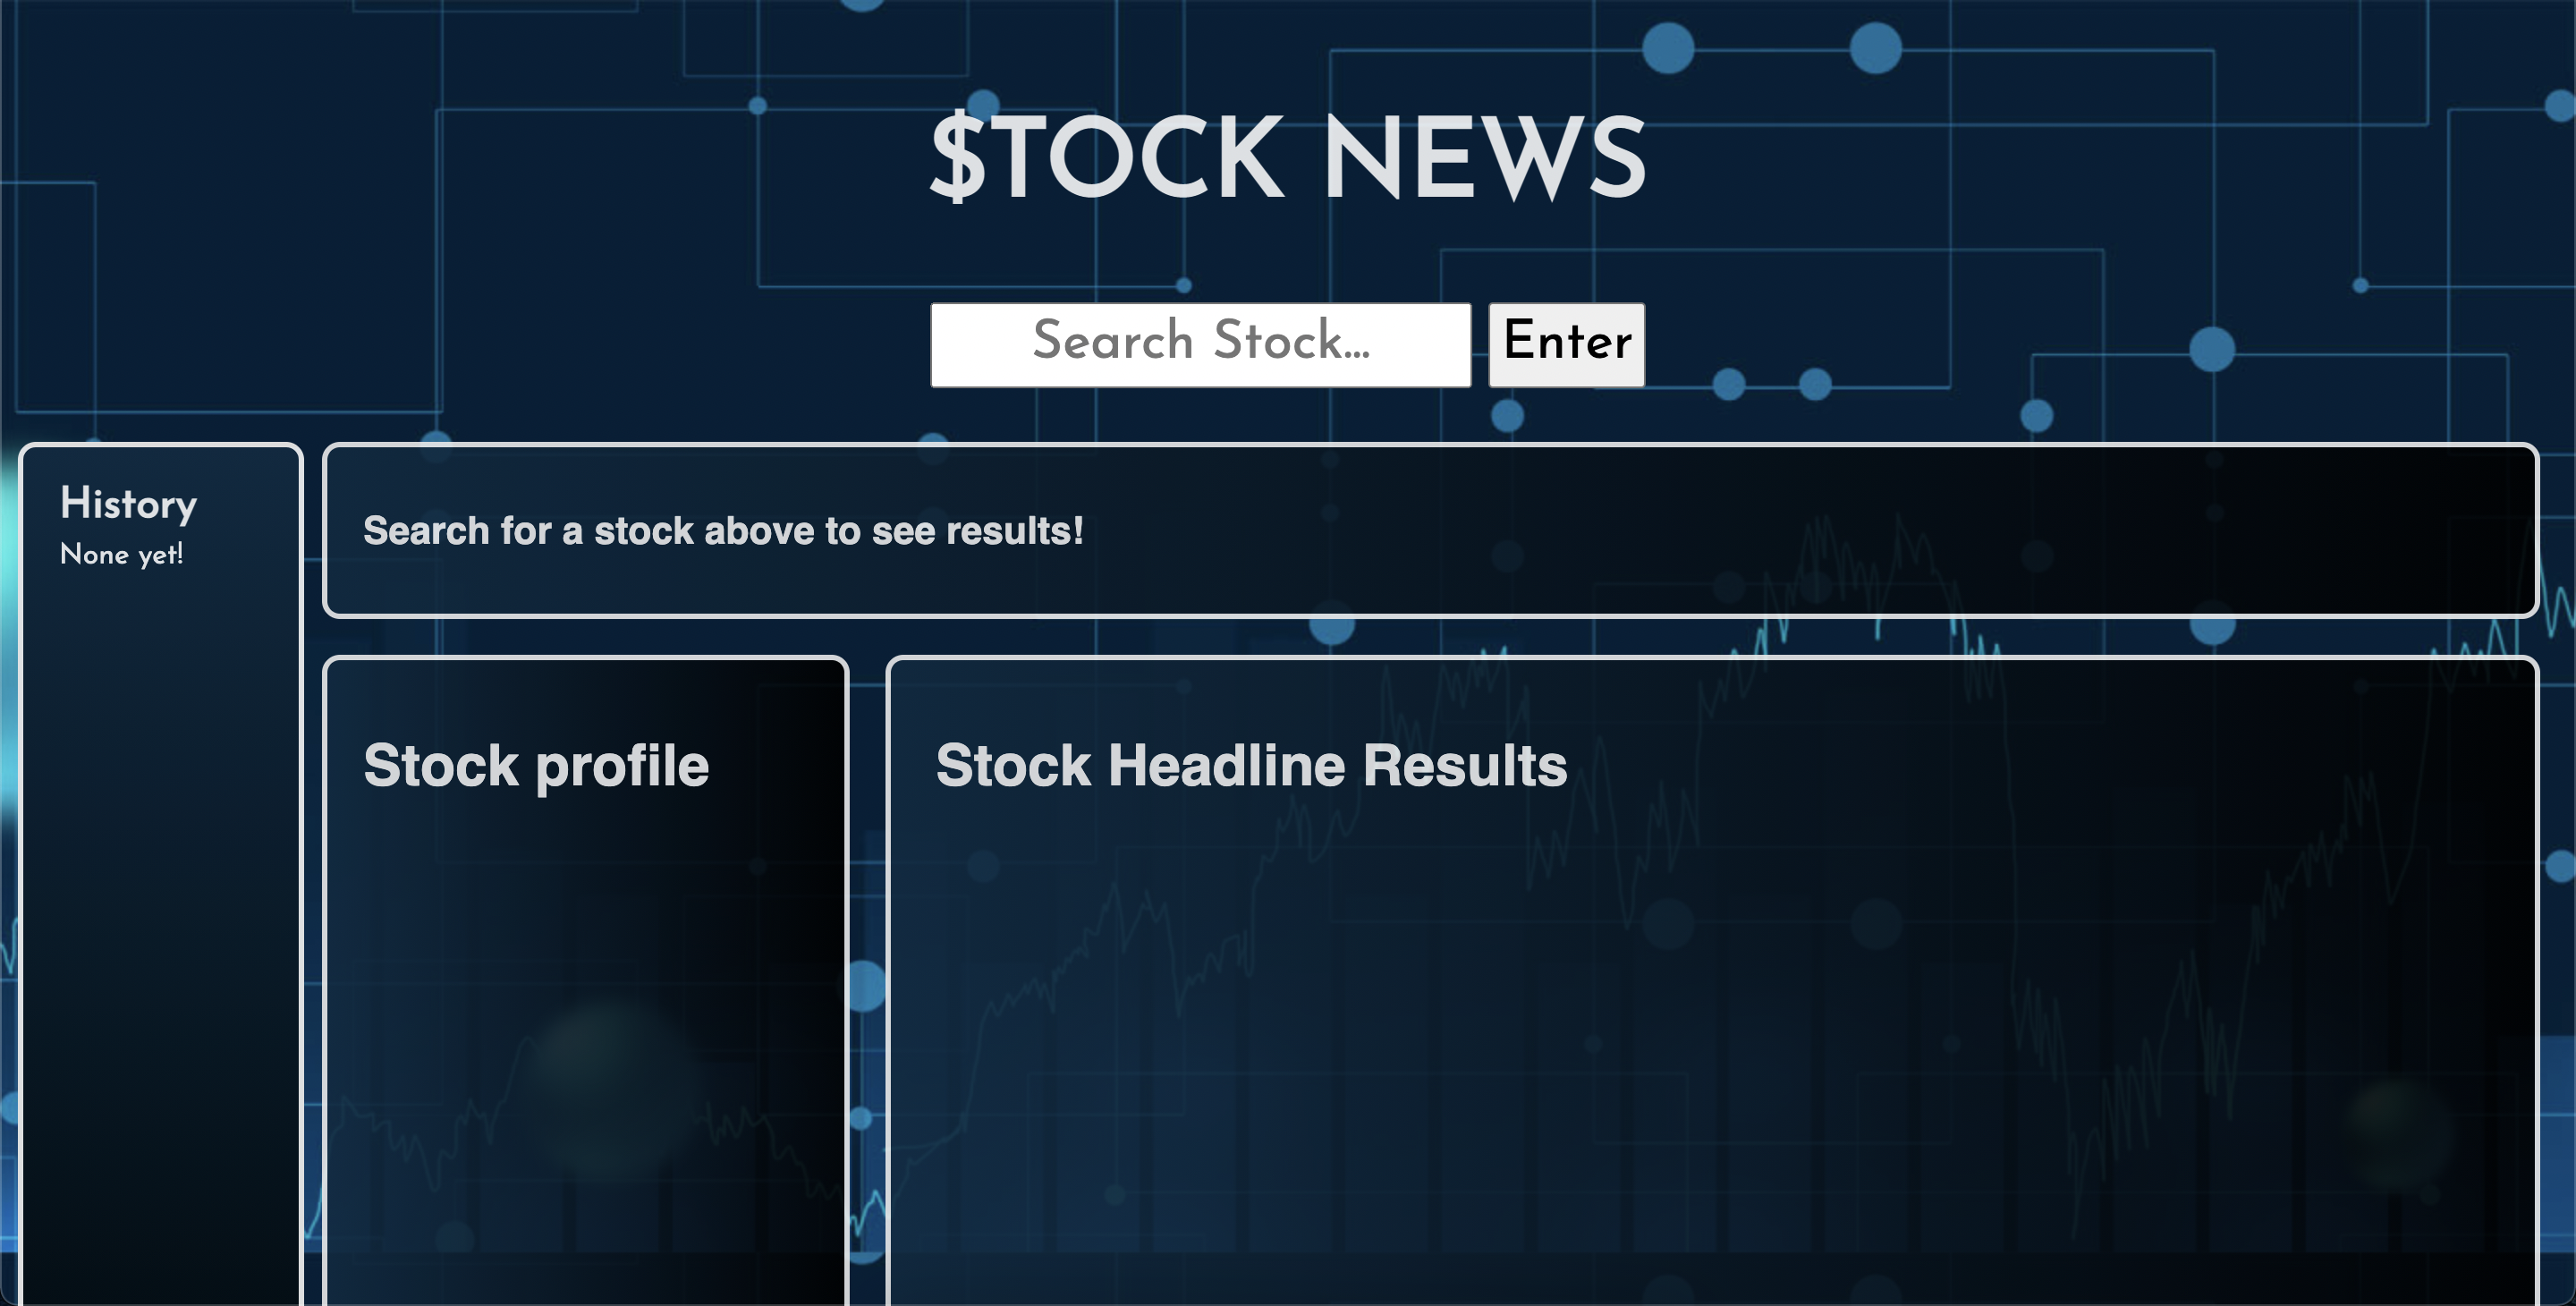 $TOCK NEWS
Search Stock...
Enter
History
None yet!
Search for a stock above to see results!
Stock profile
Stock Headline Results